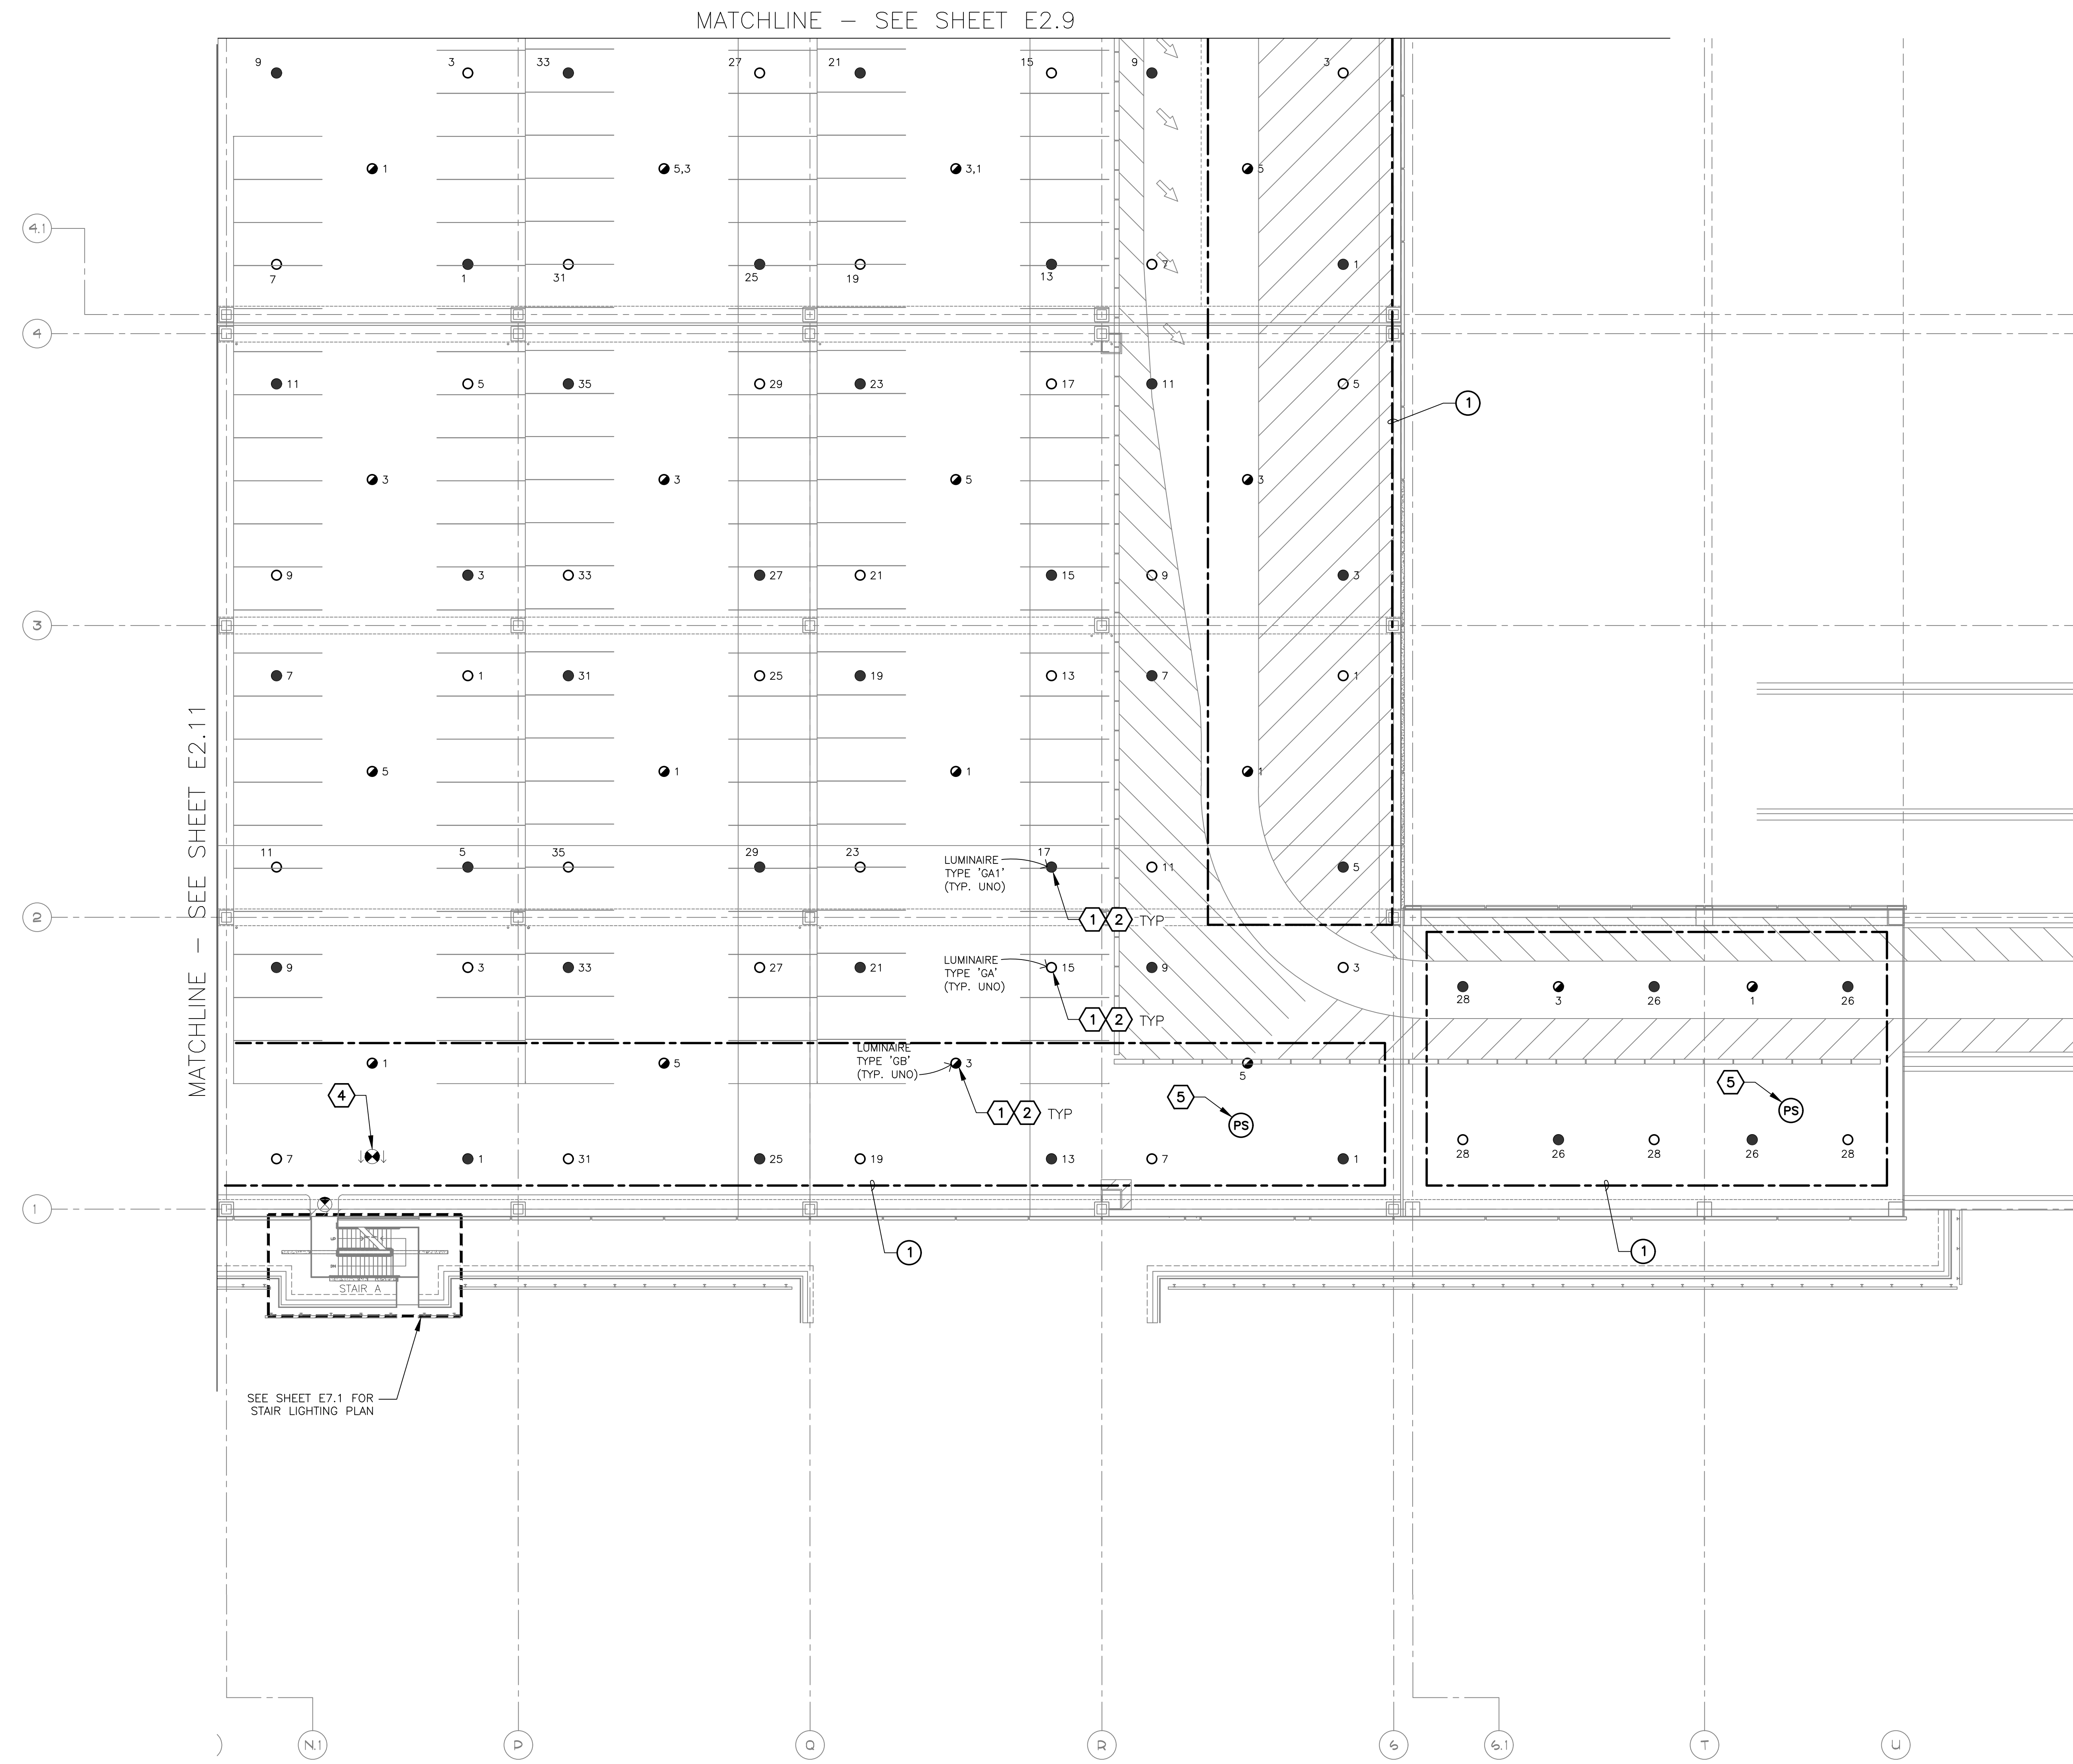 MATCHLINE – SEE SHEET E2.9
9 3 33 27 21 15 9 3
1 5,3 3,1 5
4.1
7 1 31 25 19 13 7 1
4
11 5 35 29 23 17 11 5
1
3 3 5 3
9 3 33 27 21 15 9 3
3
7 1 31 25 19 13 7 1
MATCHLINE – SEE SHEET E2.11
5 1 1 1
11 5 35 29 23 17 11 5
LUMINAIRE
TYPE 'GA1'
(TYP. UNO)
2
1 2 TYP
9 3 33 27 21 15 9 3
LUMINAIRE
TYPE 'GA'
(TYP. UNO)
28 3 26 1 26
1 2 TYP
LUMINAIRE
TYPE 'GB'
(TYP. UNO)
1 5 3 5
4 5 5
1 2 TYP
PS PS
28 26 28 26 28
7 1 31 25 19 13 7 1
1
1 1
STAIR A
SEE SHEET E7.1 FOR
STAIR LIGHTING PLAN
N.1 P Q R S S.1 T U